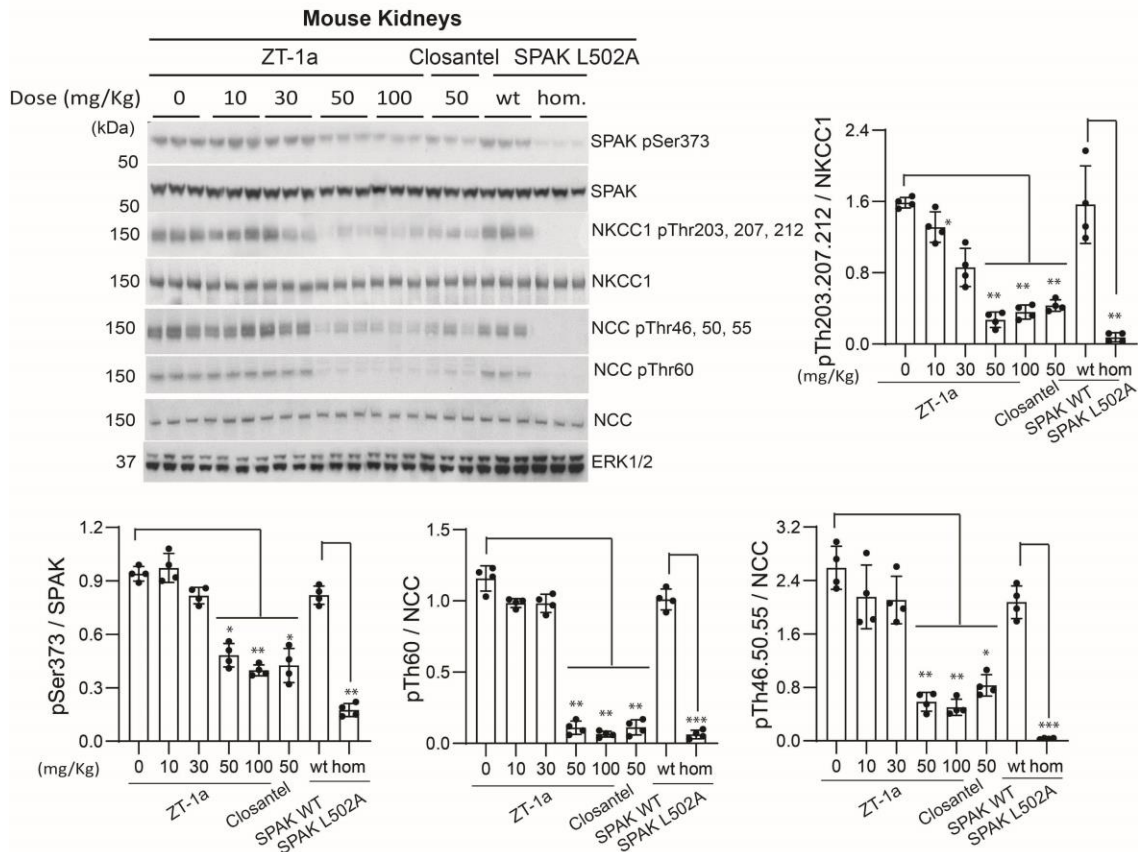 Mouse Kidneys
ZT-1a Closantel SPAK L502A
Dose (mg/Kg) 0 10 30 50 100 50 wt hom.
(kDa)
50 SPAK pSer373
50 SPAK
150 NKCC1 pThr203, 207, 212
150 NKCC1
150 NCC pThr46, 50, 55
150 NCC pThr60
150 NCC
37 ERK1/2
pTh203.207.212 / NKCC1
2.4
1.6
0.8
0.0
*
**
**
**
**
0 10 30 50 100 50 wt hom
(mg/Kg)
ZT-1a
Closantel
SPAK WT
SPAK L502A
pSer373 / SPAK
1.2
0.9
0.6
0.3
0.0
*
**
*
**
(mg/Kg) 0 10 30 50 100 50 wt hom
ZT-1a
Closantel
SPAK WT
SPAK L502A
pTh60 / NCC
1.5
1.0
0.5
0.0
**
**
**
***
0 10 30 50 100 50 wt hom
ZT-1a
Closantel
SPAK WT
SPAK L502A
pTh46.50.55 / NCC
3.2
2.4
1.6
0.8
0.0
**
**
*
***
0 10 30 50 100 50 wt hom
ZT-1a
Closantel
SPAK WT
SPAK L502A